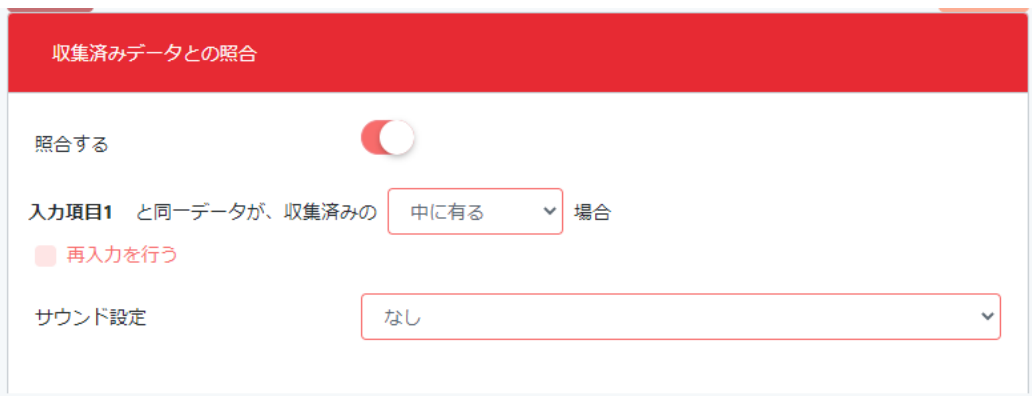 収集済みデータとの照合
照合する
入力項目1 と同一データが、収集済みの 中に有る 場合
再入力を行う
サウンド設定 なし